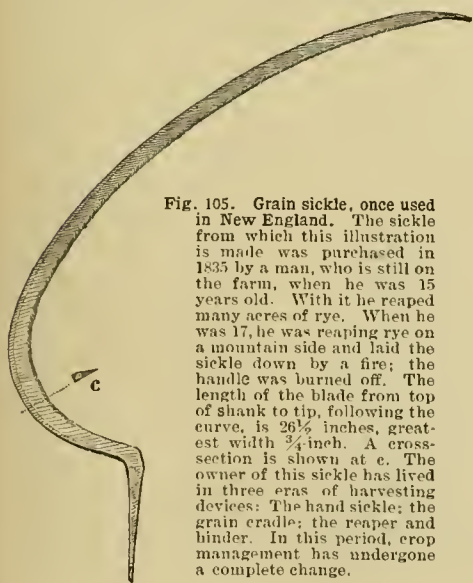 Fig. 105. Grain sickle, once used
in New England. The sickle
from which this illustration
is made was purchased in
1835 by a man, who is still on
the farm, when he was 15
years old. With it he reaped
many acres of rye. When he
was 17, he was reaping rye on
a mountain side and laid the
sickle down by a fire; the
handle was burned off. The
length of the blade from top
of shank to tip, following the
curve, is 26½ inches, great-
est width ¾-inch. A cross-
section is shown at c. The
owner of this sickle has lived
in three eras of harvesting
devices: The hand sickle; the
grain cradle; the reaper and
binder. In this period, crop
management has undergone
a complete change.
c